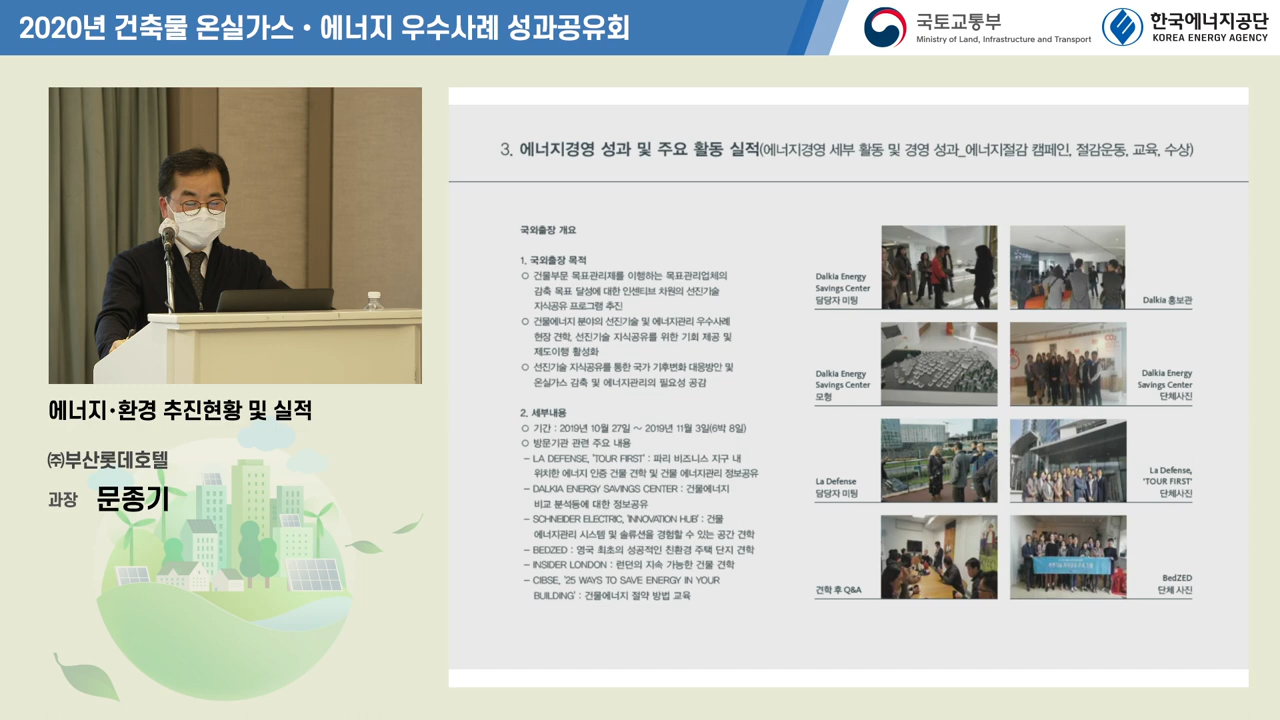 2020년 건축물 온실가스 · 에너지 우수사례 성과공유회
국토교통부
Ministry of Land, Infrastructure and Transport
한국에너지공단
KOREA ENERGY AGENCY
에너지·환경 추진현황 및 실적
㈜부산롯데호텔
과장 문종기
3. 에너지경영 성과 및 주요 활동 실적(에너지경영 세부 활동 및 경영 성과_에너지절감 캠페인, 절감운동, 교육, 수상)
국외출장 개요
1. 국외출장 목적
○ 건물부문 목표관리제를 이행하는 목표관리업체의
감축 목표 달성에 대한 인센티브 차원의 선진기술
지식공유 프로그램 추진
○ 건물에너지 분야의 선진기술 및 에너지관리 우수사례
현장 견학, 선진기술 지식공유를 위한 기회 제공 및
제도이행 활성화
○ 선진기술 지식공유를 통한 국가 기후변화 대응방안 및
온실가스 감축 및 에너지관리의 필요성 공감
2. 세부내용
○ 기간 : 2019년 10월 27일 ~ 2019년 11월 3일(6박 8일)
○ 방문기관 관련 주요 내용
– LA DEFENSE, 'TOUR FIRST' : 파리 비즈니스 지구 내
위치한 에너지 인증 건물 견학 및 건물 에너지관리 정보공유
– DALKIA ENERGY SAVINGS CENTER : 건물에너지
비교 분석등에 대한 정보공유
– SCHNEIDER ELECTRIC, 'INNOVATION HUB' : 건물
에너지관리 시스템 및 솔루션을 경험할 수 있는 공간 견학
– BEDZED : 영국 최초의 성공적인 친환경 주택 단지 견학
– INSIDER LONDON : 런던의 지속 가능한 건물 견학
– CIBSE, '25 WAYS TO SAVE ENERGY IN YOUR
BUILDING' : 건물에너지 절약 방법 교육
Dalkia Energy
Savings Center
담당자 미팅
Dalkia 홍보관
Dalkia Energy
Savings Center
모형
Dalkia Energy
Savings Center
단체사진
La Defense
담당자 미팅
La Defense,
'TOUR FIRST'
단체사진
견학 후 Q&A
BedZED
단체 사진